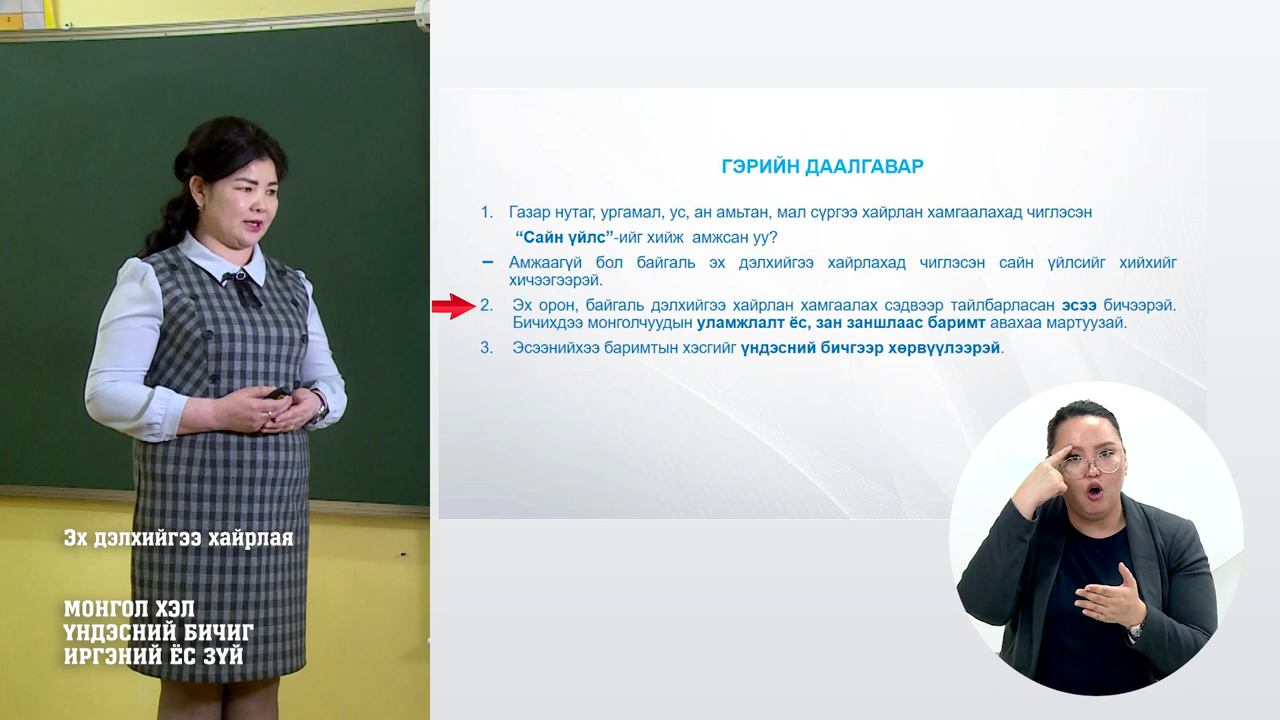 ГЭРИЙН ДААЛГАВАР
1. Газар нутаг, ургамал, ус, ан амьтан, мал сүргээ хайрлан хамгаалахад чиглэсэн
“Сайн үйлс”-ийг хийж амжсан уу?
– Амжаагүй бол байгаль эх дэлхийгээ хайрлахад чиглэсэн сайн үйлсийг хийхийг
хичээгээрэй.
2. Эх орон, байгаль дэлхийгээ хайрлан хамгаалах сэдвээр тайлбарласан эсээ бичээрэй.
Бичихдээ монголчуудын уламжлалт ёс, зан заншлаас баримт авахаа мартуузай.
3. Эсээнийхээ баримтын хэсгийг үндэсний бичгээр хөрвүүлээрэй.
Эх дэлхийгээ хайрлая
МОНГОЛ ХЭЛ
ҮНДЭСНИЙ БИЧИГ
ИРГЭНИЙ ЁС ЗҮЙ